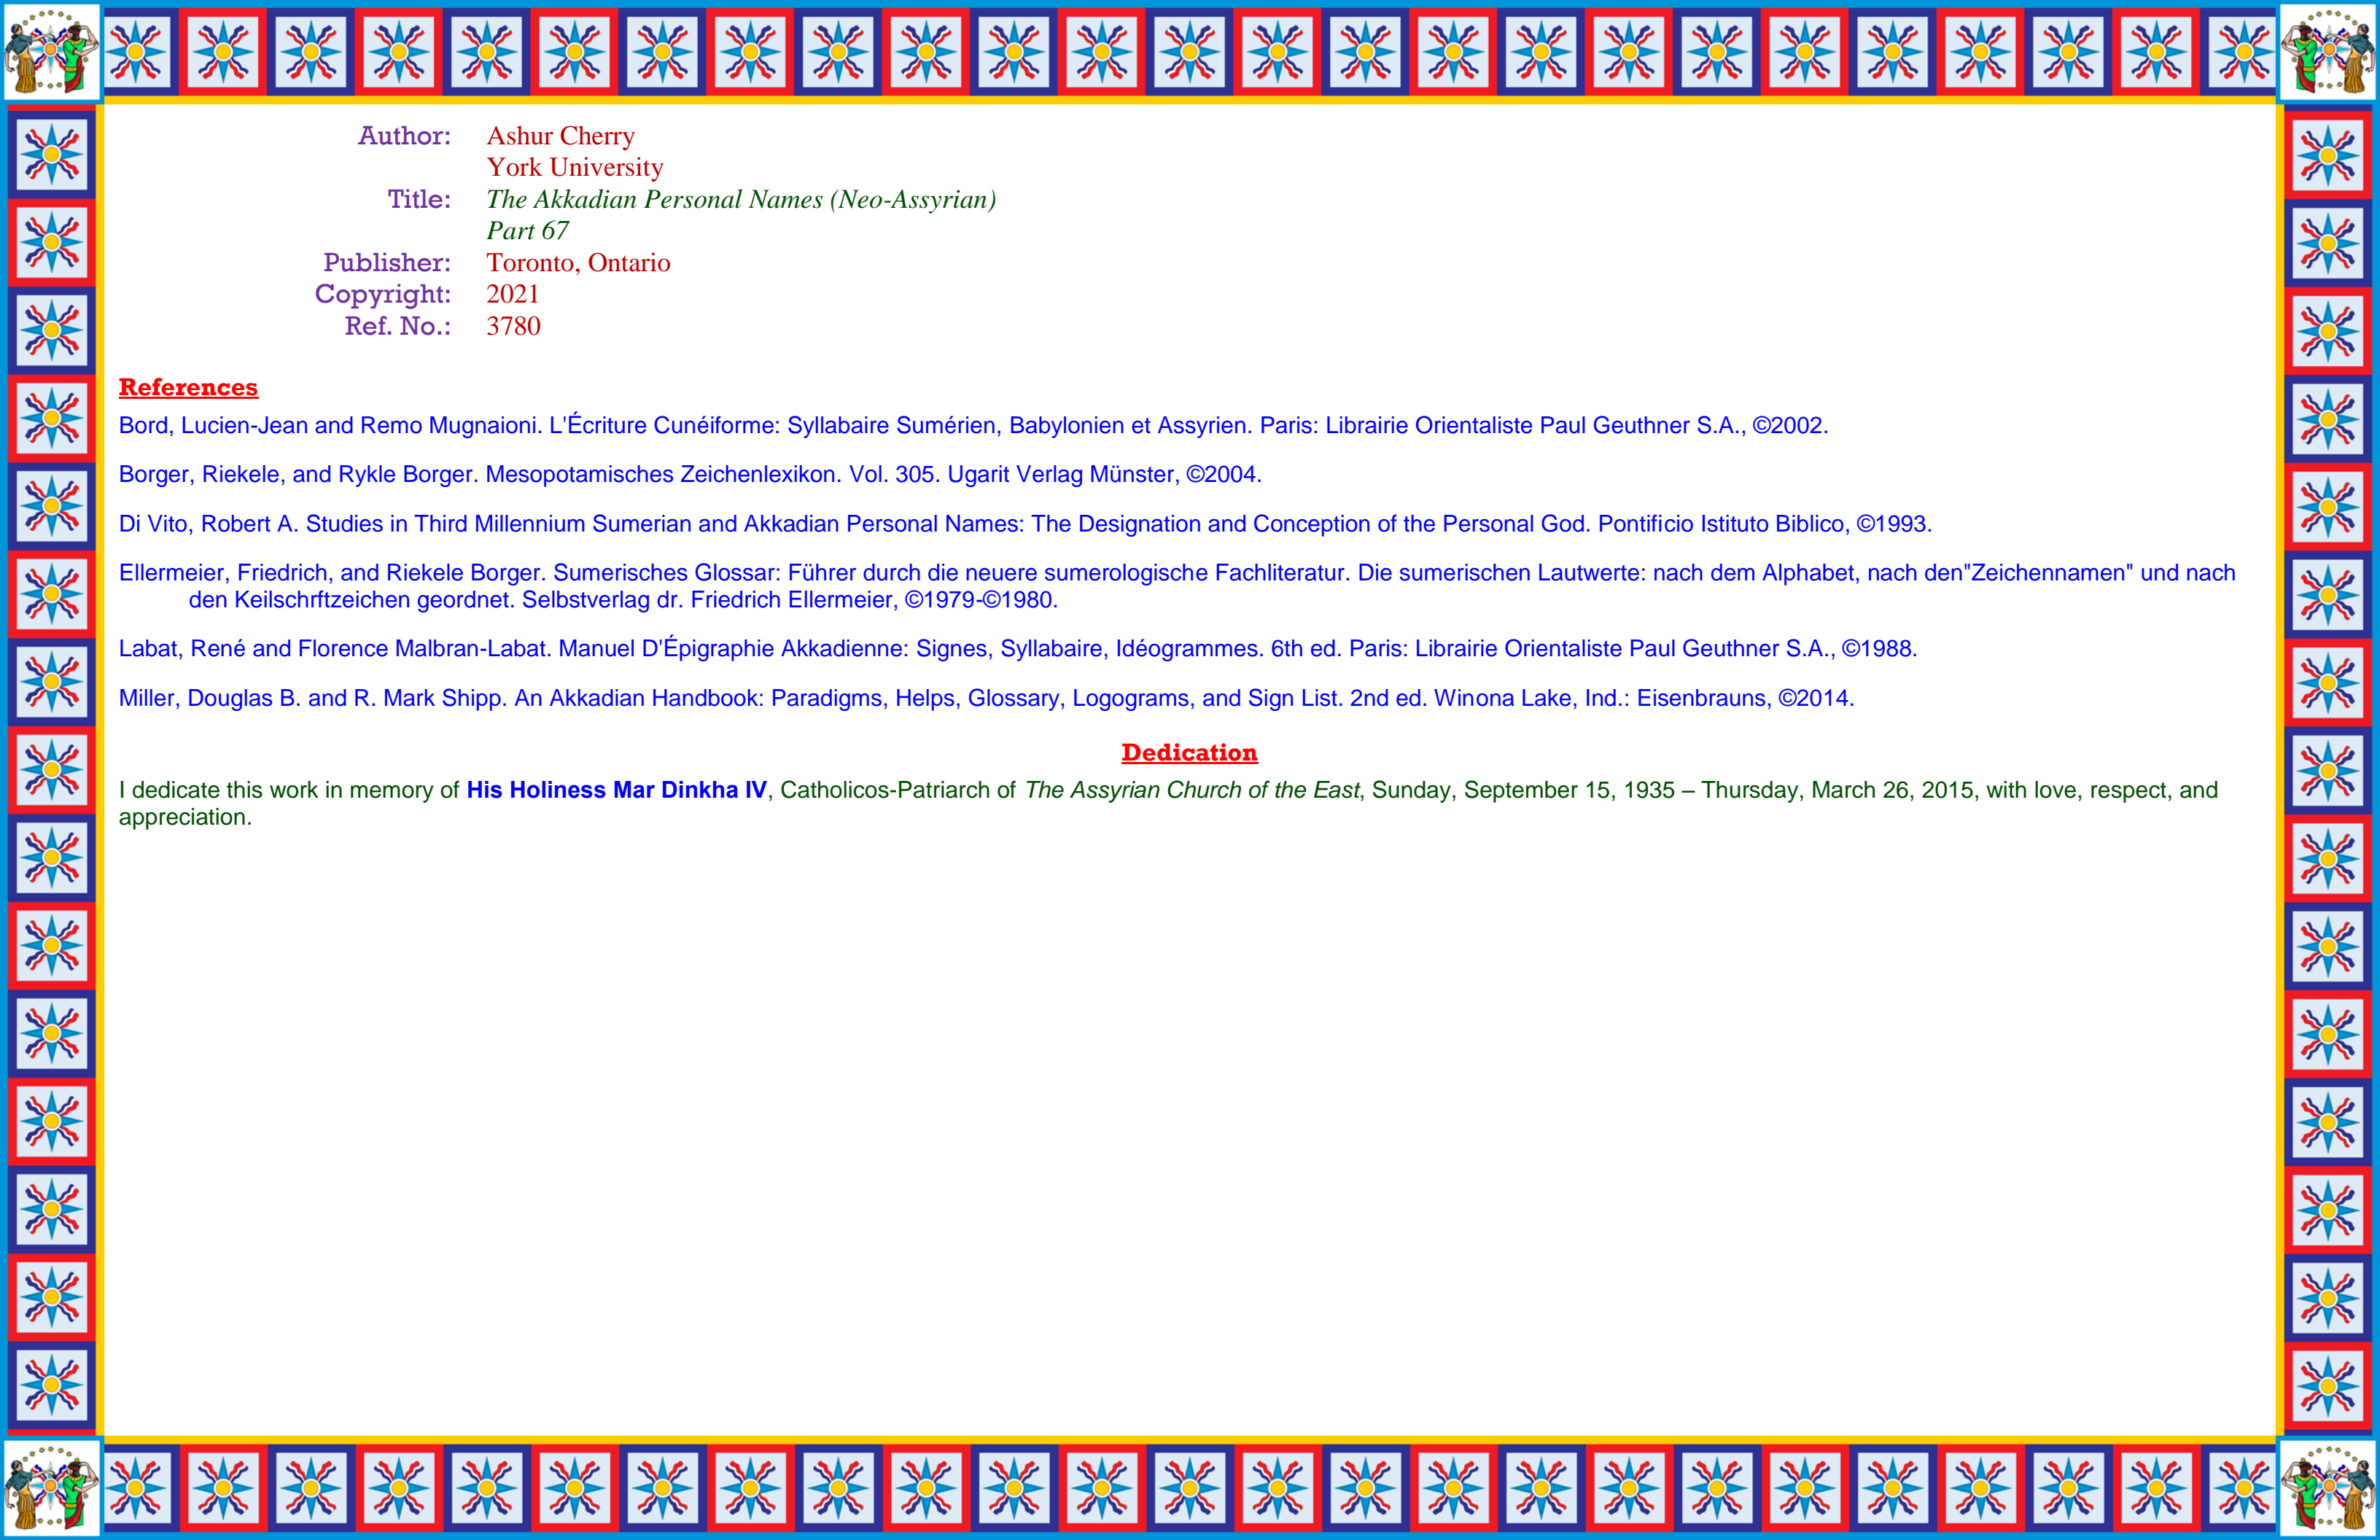 Author: Ashur Cherry
York University
Title: The Akkadian Personal Names (Neo-Assyrian)
Part 67
Publisher: Toronto, Ontario
Copyright: 2021
Ref. No.: 3780
References
Bord, Lucien-Jean and Remo Mugnaioni. L'Écriture Cunéiforme: Syllabaire Sumérien, Babylonien et Assyrien. Paris: Librairie Orientaliste Paul Geuthner S.A., ©2002.
Borger, Riekele, and Rykle Borger. Mesopotamisches Zeichenlexikon. Vol. 305. Ugarit Verlag Münster, ©2004.
Di Vito, Robert A. Studies in Third Millennium Sumerian and Akkadian Personal Names: The Designation and Conception of the Personal God. Pontificio Istituto Biblico, ©1993.
Ellermeier, Friedrich, and Riekele Borger. Sumerisches Glossar: Führer durch die neuere sumerologische Fachliteratur. Die sumerischen Lautwerte: nach dem Alphabet, nach den"Zeichennamen" und nach
den Keilschrftzeichen geordnet. Selbstverlag dr. Friedrich Ellermeier, ©1979-©1980.
Labat, René and Florence Malbran-Labat. Manuel D'Épigraphie Akkadienne: Signes, Syllabaire, Idéogrammes. 6th ed. Paris: Librairie Orientaliste Paul Geuthner S.A., ©1988.
Miller, Douglas B. and R. Mark Shipp. An Akkadian Handbook: Paradigms, Helps, Glossary, Logograms, and Sign List. 2nd ed. Winona Lake, Ind.: Eisenbrauns, ©2014.
Dedication
I dedicate this work in memory of His Holiness Mar Dinkha IV, Catholicos-Patriarch of The Assyrian Church of the East, Sunday, September 15, 1935 – Thursday, March 26, 2015, with love, respect, and
appreciation.